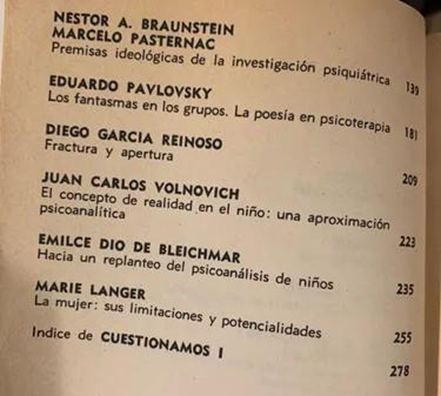 NESTOR A. BRAUNSTEIN
MARCELO PASTERNAC
Premisas ideológicas de la investigación psiquiátrica 139
EDUARDO PAVLOVSKY
Los fantasmas en los grupos. La poesía en psicoterapia 181
DIEGO GARCIA REINOSO
Fractura y apertura 209
JUAN CARLOS VOLNOVICH
El concepto de realidad en el niño: una aproximación
psicoanalítica 223
EMILCE DIO DE BLEICHMAR
Hacia un replanteo del psicoanálisis de niños 235
MARIE LANGER
La mujer: sus limitaciones y potencialidades 255
Indice de CUESTIONAMOS I 278